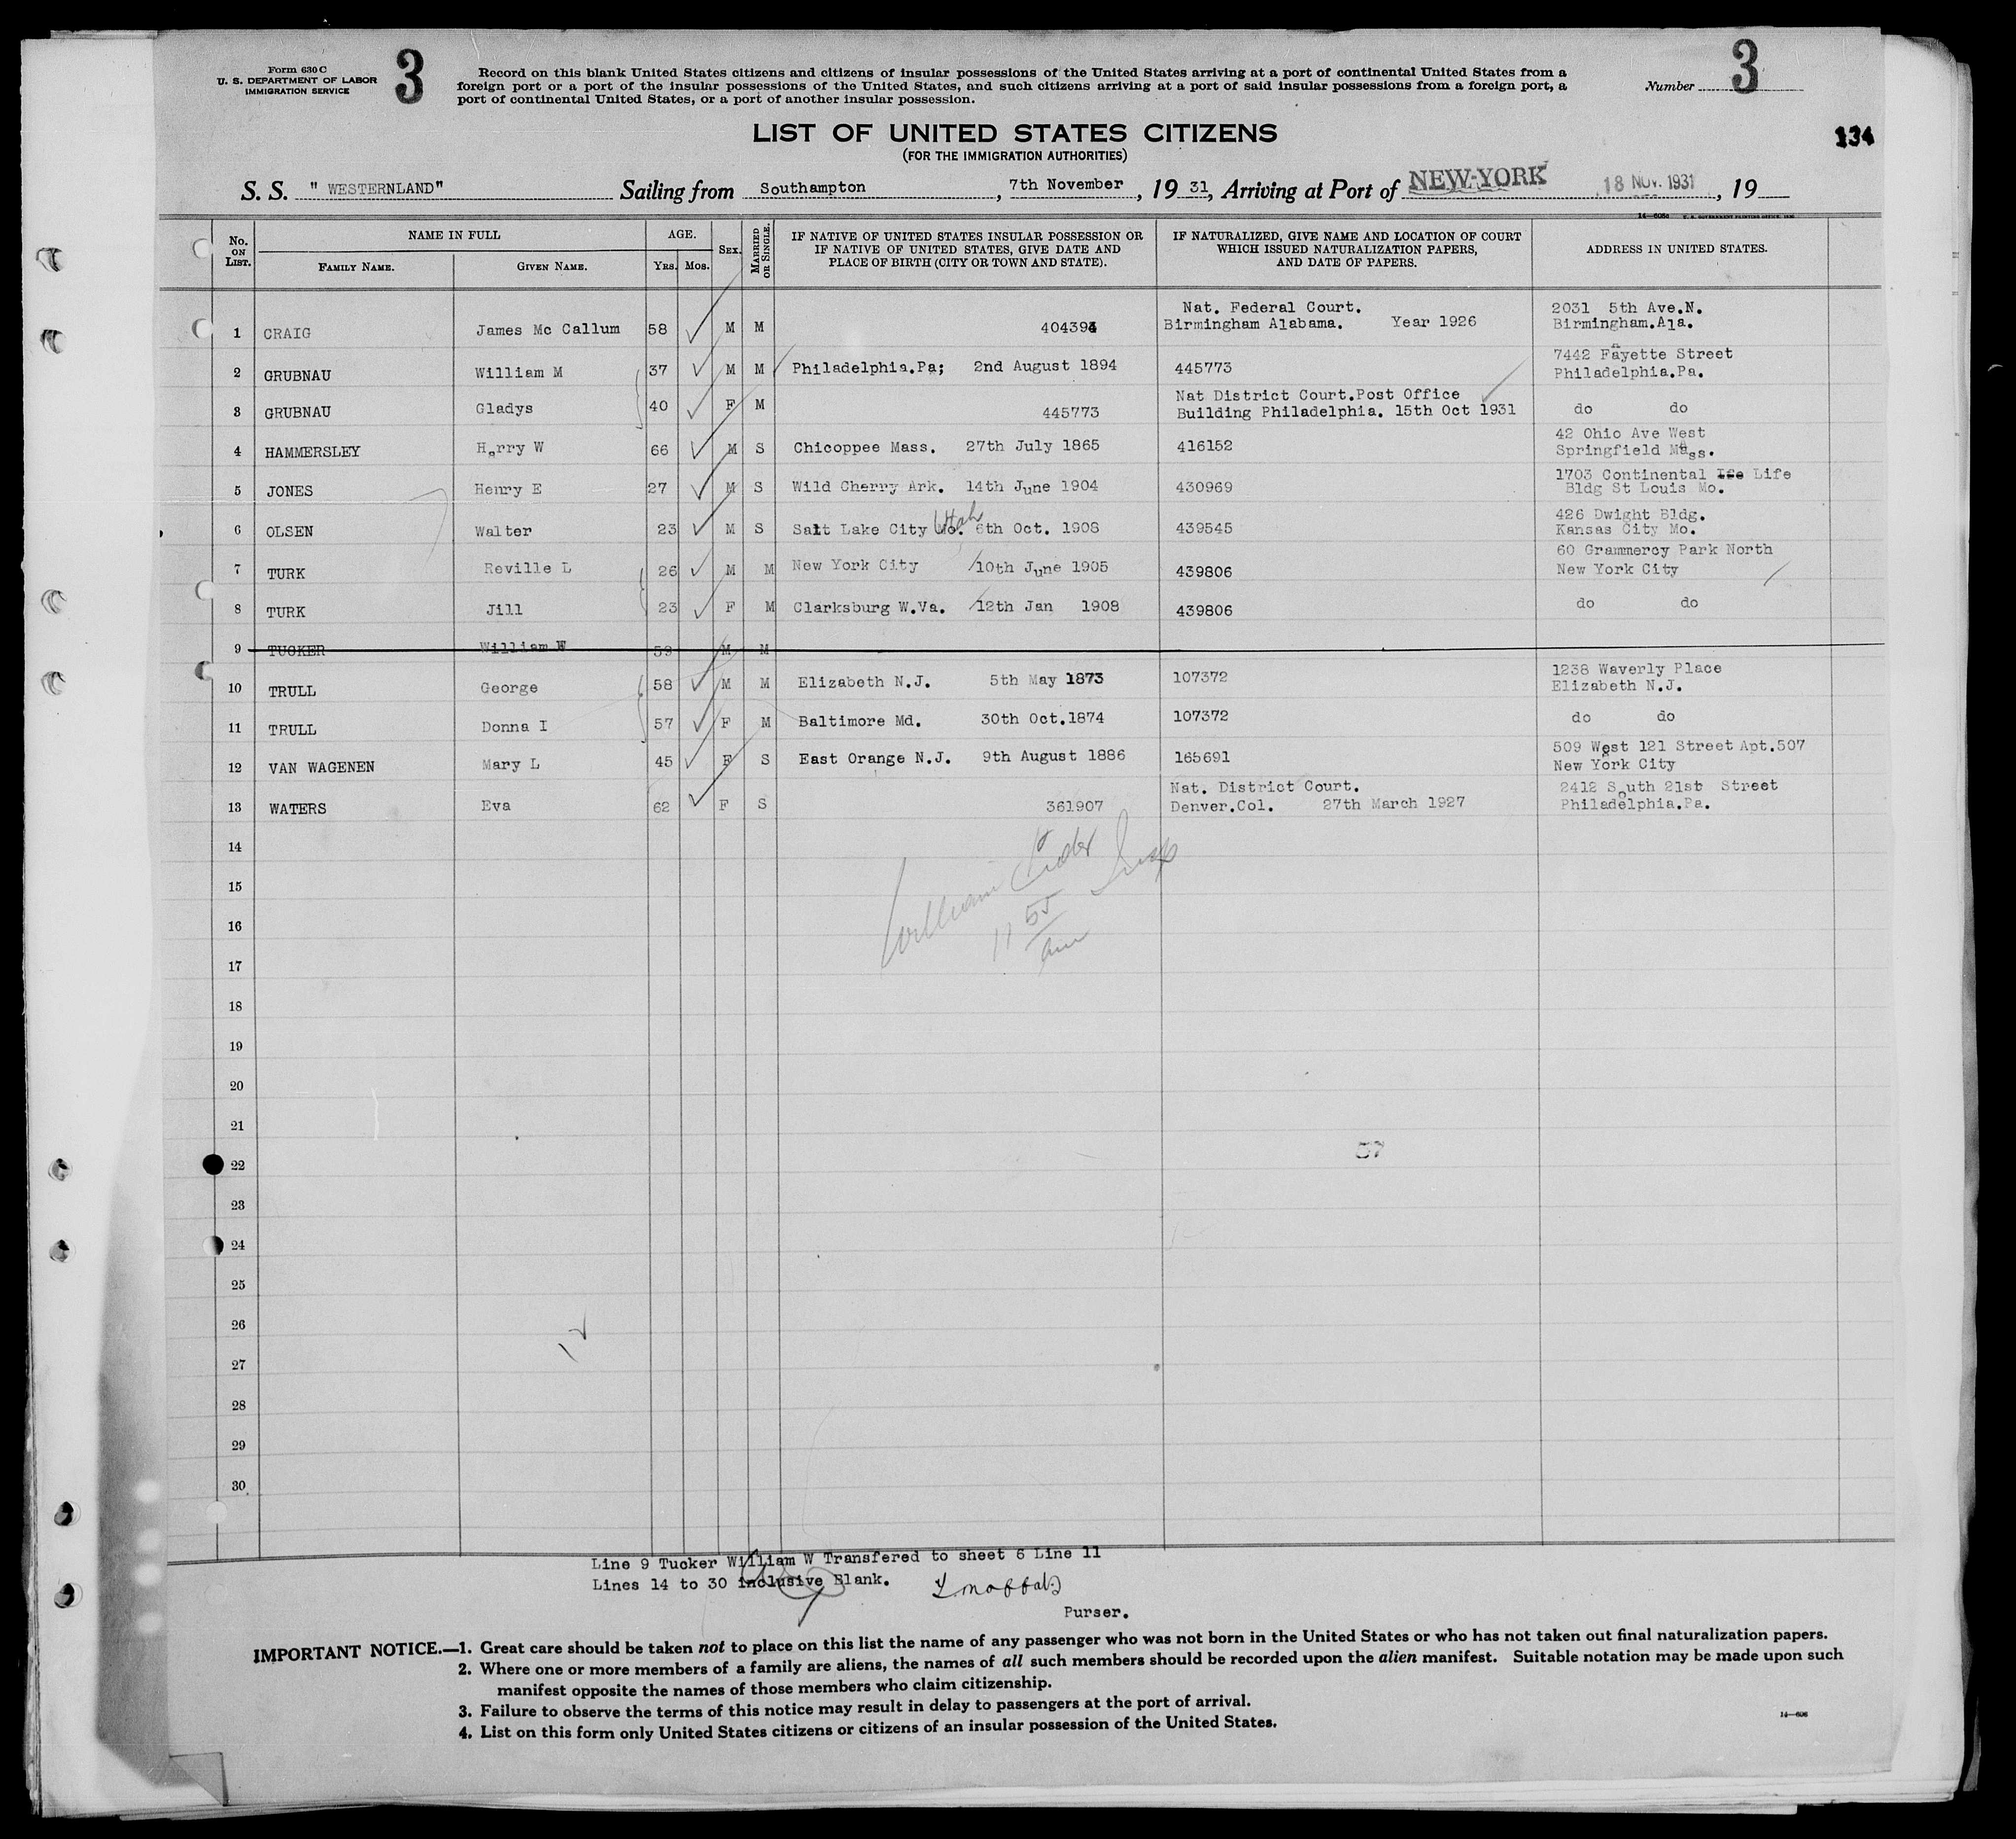 Form 630 C
U. S. DEPARTMENT OF LABOR
IMMIGRATION SERVICE
3
Record on this blank United States citizens and citizens of insular possessions of the United States arriving at a port of continental United States from a
foreign port or a port of the insular possessions of the United States, and such citizens arriving at a port of said insular possessions from a foreign port, a
port of continental United States, or a port of another insular possession.
Number 3
LIST OF UNITED STATES CITIZENS
(FOR THE IMMIGRATION AUTHORITIES)
134
S. S. " WESTERNLAND" Sailing from Southampton, 7th November, 19 31, Arriving at Port of NEW-YORK 18 NOV. 1931, 19
No. ON LIST. NAME IN FULL FAMILY NAME. GIVEN NAME. AGE. YRS. MOS. SEX. MARRIED OR SINGLE.
IF NATIVE OF UNITED STATES INSULAR POSSESSION OR
IF NATIVE OF UNITED STATES, GIVE DATE AND
PLACE OF BIRTH (CITY OR TOWN AND STATE).
IF NATURALIZED, GIVE NAME AND LOCATION OF COURT
WHICH ISSUED NATURALIZATION PAPERS,
AND DATE OF PAPERS.
ADDRESS IN UNITED STATES.
Nat. Federal Court. 2031 5th Ave.N.
1 CRAIG James Mc Callum 58 M M Birmingham Alabama. Year 1926 Birmingham.Ala.
7442 Fayette Street
2 GRUBNAU William M 37 M M Philadelphia.Pa; 2nd August 1894 445773 Philadelphia.Pa.
Nat District Court.Post Office
3 GRUBNAU Gladys 40 F M 445773 Building Philadelphia. 15th Oct 1931 do do
42 Ohio Ave West
4 HAMMERSLEY Harry W 66 M S Chicoppee Mass. 27th July 1865 416152 Springfield Mass.
1703 Continental Ife Life
5 JONES Henry E 27 M S Wild Cherry Ark. 14th June 1904 430969 Bldg St Louis Mo.
426 Dwight Bldg.
6 OLSEN Walter 23 M S Salt Lake City Mo. Utah 6th Oct. 1908 439545 Kansas City Mo.
60 Grammercy Park North
7 TURK Reville L 26 M M New York City 10th June 1905 439806 New York City
8 TURK Jill 23 F M Clarksburg W.Va. 12th Jan 1908 439806 do do
9 TUCKER William W 59 M M
1238 Waverly Place
10 TRULL George 58 M M Elizabeth N.J. 5th May 1873 107372 Elizabeth N.J.
11 TRULL Donna I 57 F M Baltimore Md. 30th Oct.1874 107372 do do
509 West 121 Street Apt.507
12 VAN WAGENEN Mary L 45 F S East Orange N.J. 9th August 1886 165691 New York City
Nat. District Court. 2412 South 21st Street
13 WATERS Eva 62 F S 361907 Denver.Col. 27th March 1927 Philadelphia.Pa.
14
William Insp
15
16
11 55 am
17
18
19
20
21
22
23
24
25
26
27
28
29
30
Line 9 Tucker William W Transfered to sheet 6 Line 11
Lines 14 to 30 inclusive Blank.
Purser.
IMPORTANT NOTICE.—1. Great care should be taken not to place on this list the name of any passenger who was not born in the United States or who has not taken out final naturalization papers.
2. Where one or more members of a family are aliens, the names of all such members should be recorded upon the alien manifest. Suitable notation may be made upon such
manifest opposite the names of those members who claim citizenship.
3. Failure to observe the terms of this notice may result in delay to passengers at the port of arrival.
4. List on this form only United States citizens or citizens of an insular possession of the United States.
14—606